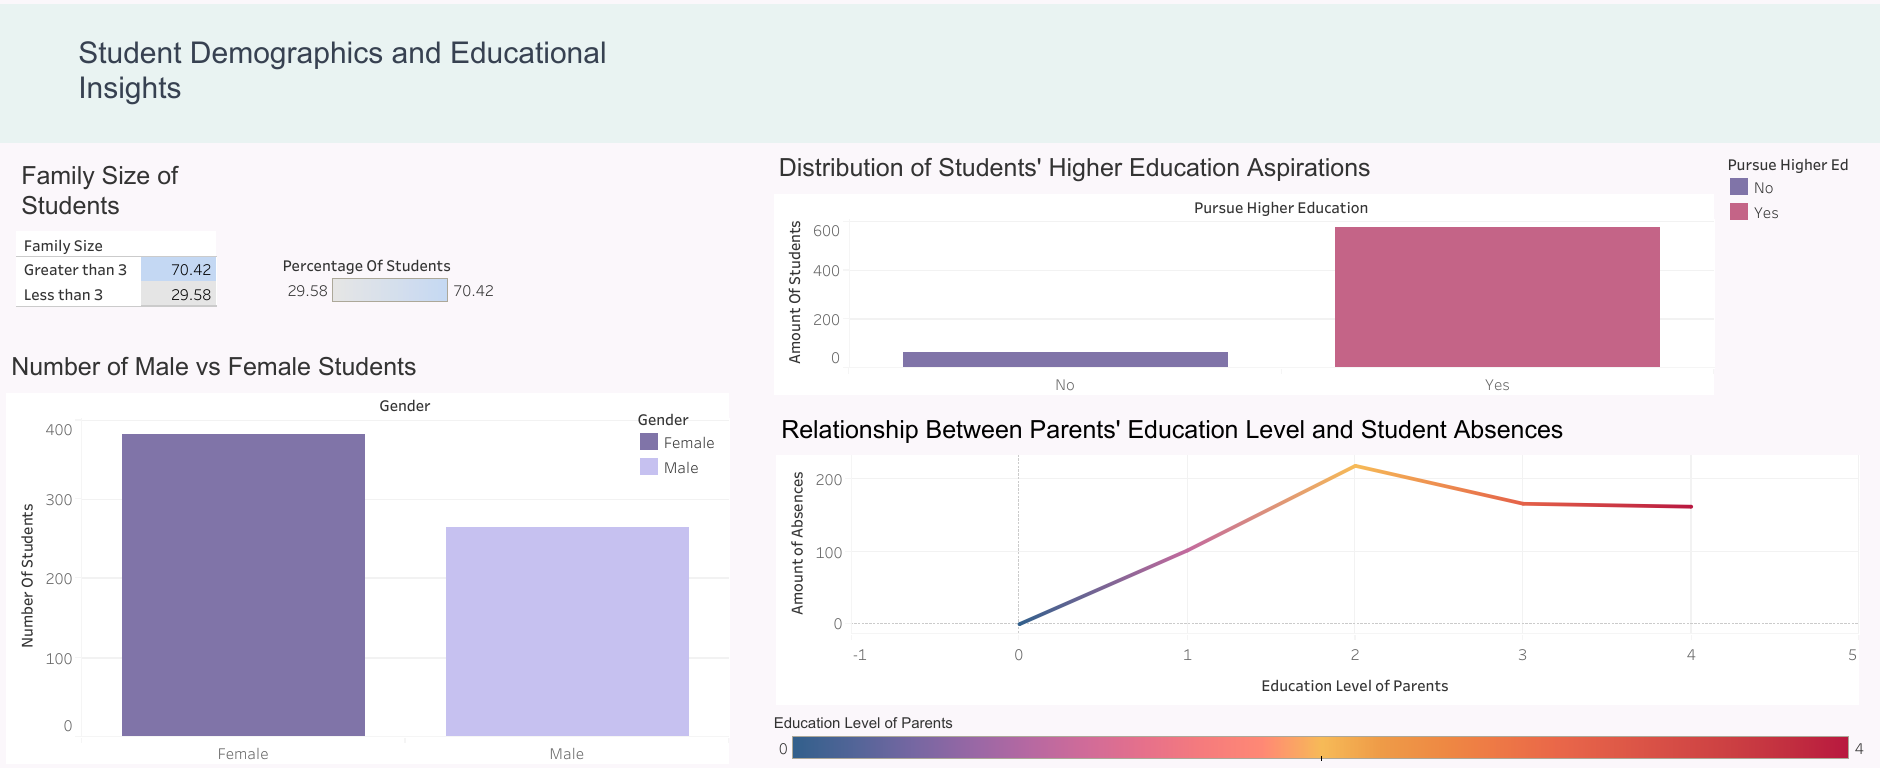 Student Demographics and Educational
Insights
Family Size of
Students
Family Size
Greater than 3 70.42
Less than 3 29.58
Percentage Of Students
29.58 70.42
Number of Male vs Female Students
Gender
Gender
Female
Male
Number Of Students
400
300
200
100
0
Female Male
Distribution of Students' Higher Education Aspirations
Pursue Higher Education
Amount Of Students
600
400
200
0
No Yes
Pursue Higher Ed
No
Yes
Relationship Between Parents' Education Level and Student Absences
Amount of Absences
200
100
0
-1 0 1 2 3 4 5
Education Level of Parents
Education Level of Parents
0 4